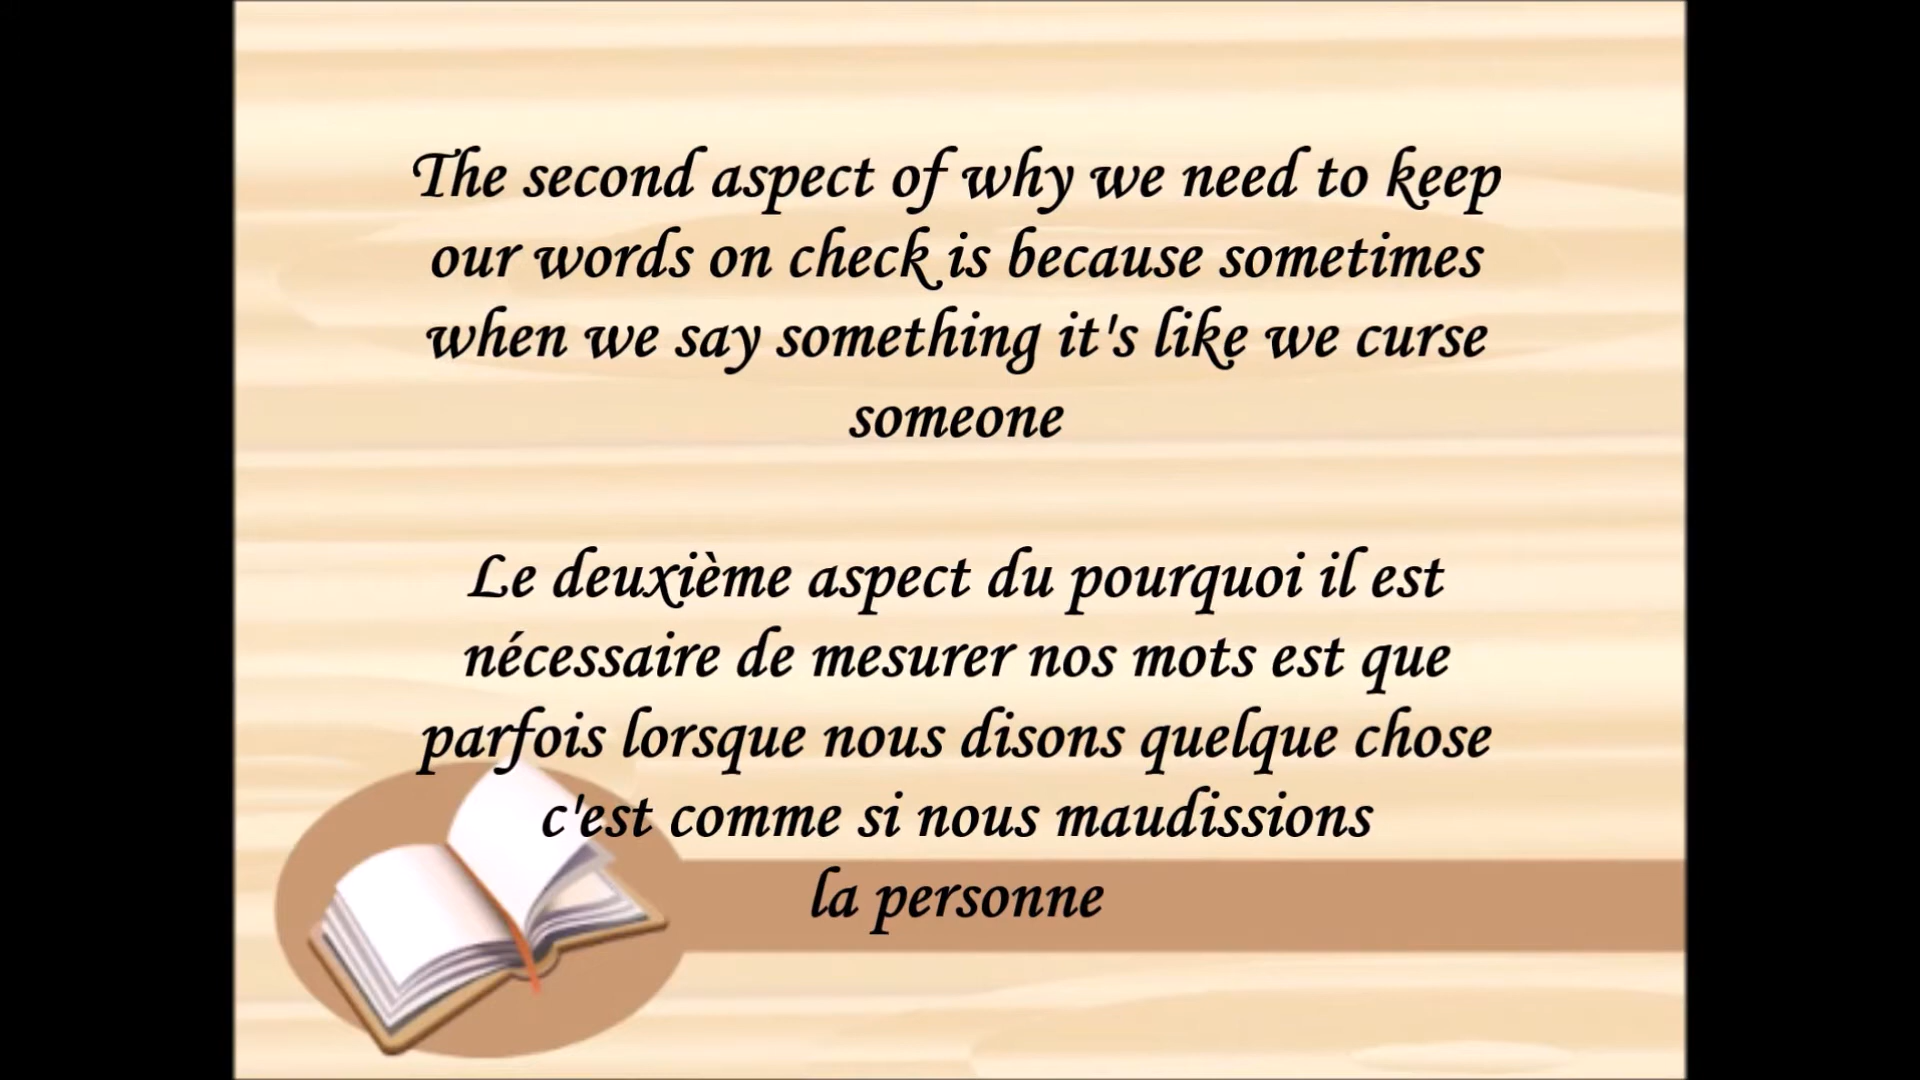 The second aspect of why we need to keep
our words on check is because sometimes
when we say something it's like we curse
someone
Le deuxième aspect du pourquoi il est
nécessaire de mesurer nos mots est que
parfois lorsque nous disons quelque chose
c'est comme si nous maudissions
la personne